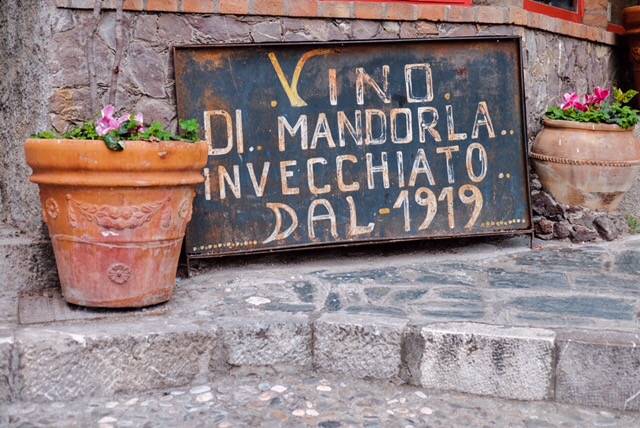 VINO
DI.. MANDORLA..
INVECCHIATO..
DAL-1919